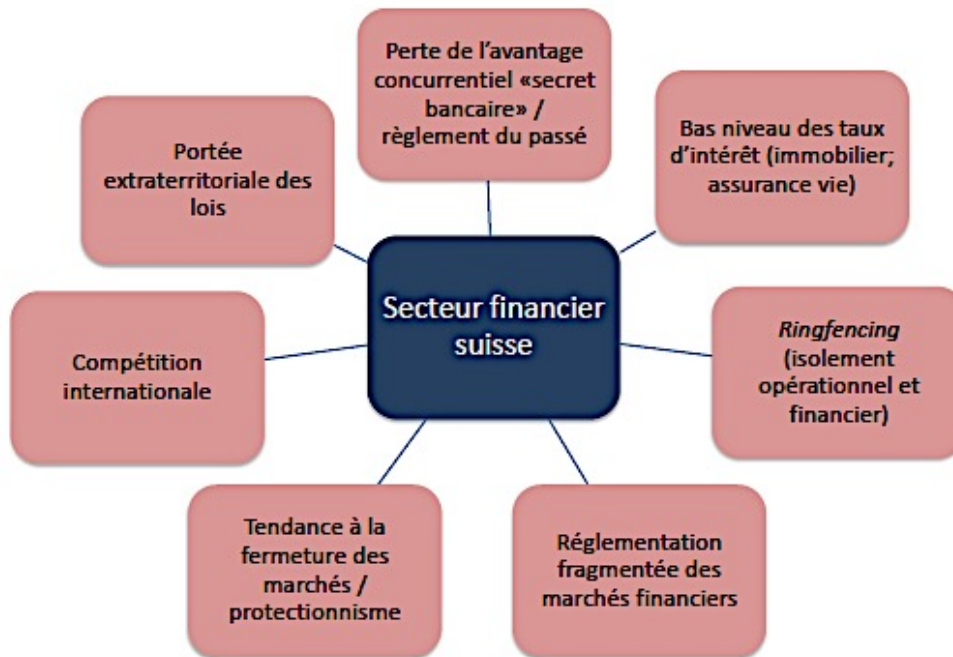 Perte de l’avantage
concurrentiel «secret
bancaire» /
règlement du passé
Portée
extraterritoriale des
lois
Bas niveau des taux
d’intérêt (immobilier;
assurance vie)
Secteur financier
suisse
Compétition
internationale
Ringfencing
(isolement
opérationnel et
financier)
Tendance à la
fermeture des
marchés /
protectionnisme
Réglementation
fragmentée des
marchés financiers